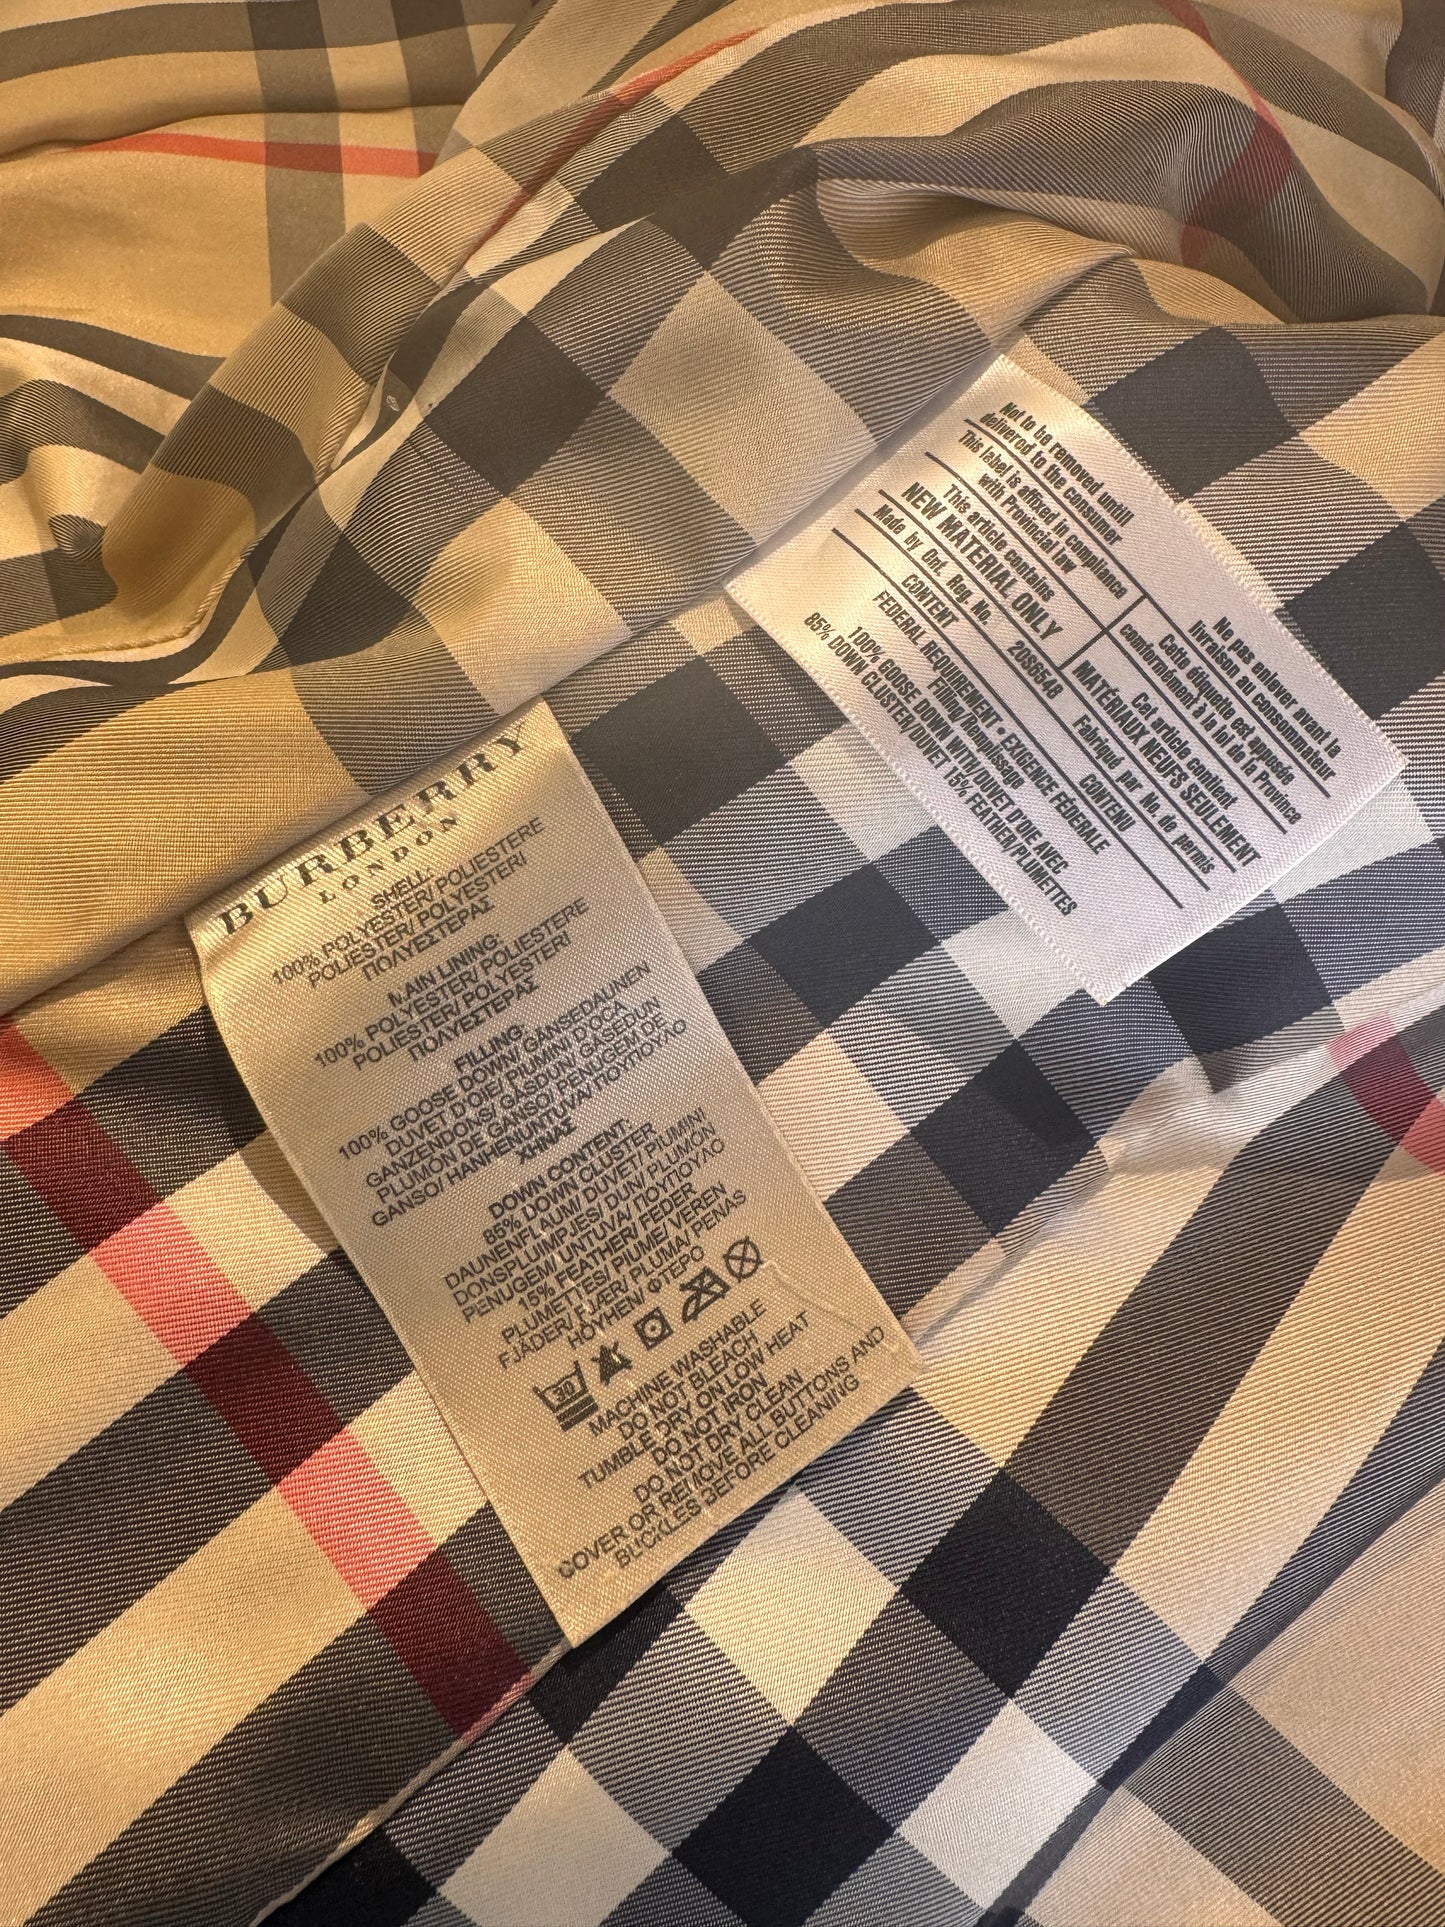 BURBERRY
LONDON
SHELL:
100% POLYESTER/ POLIESTERE
POLIESTER/ POLYESTER/
ΠΟΛΥΕΣΤΕΡΑΣ
MAIN LINING:
100% POLYESTER/ POLIESTERE
POLIESTER/ POLYESTER/
ΠΟΛΥΕΣΤΕΡΑΣ
FILLING:
100% GOOSE DOWN/ GÄNSEDAUNEN
DUVET D'OIE/ PIUMINI D'OCA
GANZENDONS/ GÅSDUN/ GÅSEDUN
PLUMÓN DE GANSO/ PENUGEM DE
GANSO/ HANHENUNTUVA/ ΠΟΥΠΟΥΛΟ
ΧΗΝΑΣ
DOWN CONTENT:
85% DOWN CLUSTER
DAUNENFLAUM/ DUVET/ PIUMINI
DONSPLUIMPJES/ DUN/ PLUMÓN
PENUGEM/ UNTUVA/ ΠΟΥΠΟΥΛΟ
15% FEATHER/ FEDER
PLUMETTES/ PIUME/ VEREN
FJÄDER/ FJÆR/ PLUMA/ PENAS
HÖYHEN/ ΦΤΕΡΟ
30
MACHINE WASHABLE
DO NOT BLEACH
TUMBLE DRY ON LOW HEAT
DO NOT IRON
DO NOT DRY CLEAN
COVER OR REMOVE ALL BUTTONS AND
BUCKLES BEFORE CLEANING
Not to be removed untill
delivered to the consumer
Ne pas enlever avant la
livraison au consommateur
This label is affixed in compliance
with Provincial law
Cette étiquette est apposée
conformément à la loi de la Province
This article contains
NEW MATERIAL ONLY
Cet article contient
MATÉRIAUX NEUFS SEULEMENT
Made by Ont. Reg. No. 20S6548 Fabriqué par No. de permis
CONTENT CONTENU
FEDERAL REQUIREMENT • EXIGENCE FÉDÉRALE
Filling/Remplissage
100% GOOSE DOWN WITH/DUVET D'OIE AVEC
85% DOWN CLUSTER/DUVET 15% FEATHER/PLUMETTES